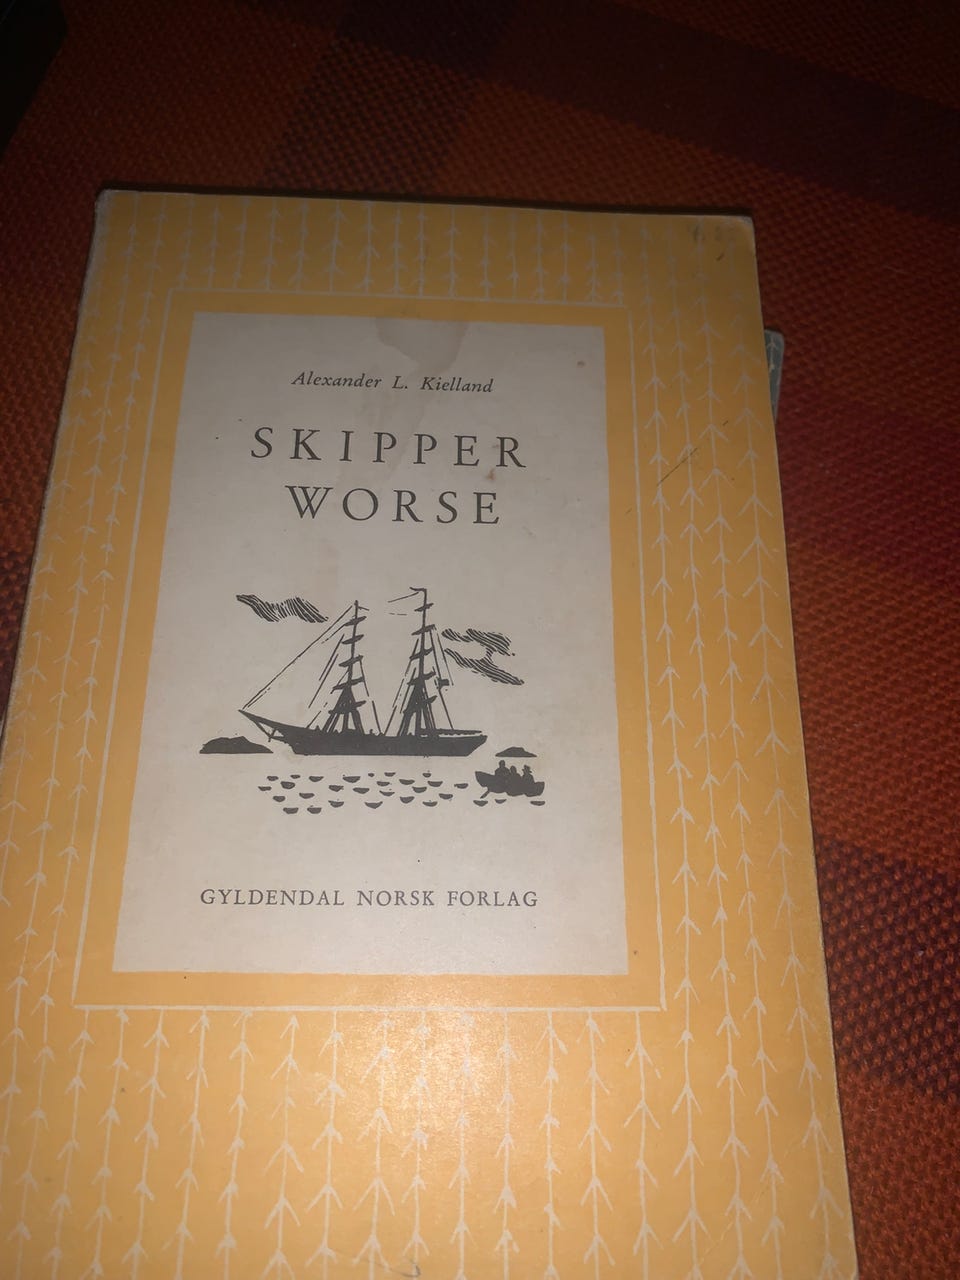 Alexander L. Kielland
SKIPPER
WORSE
GYLDENDAL NORSK FORLAG